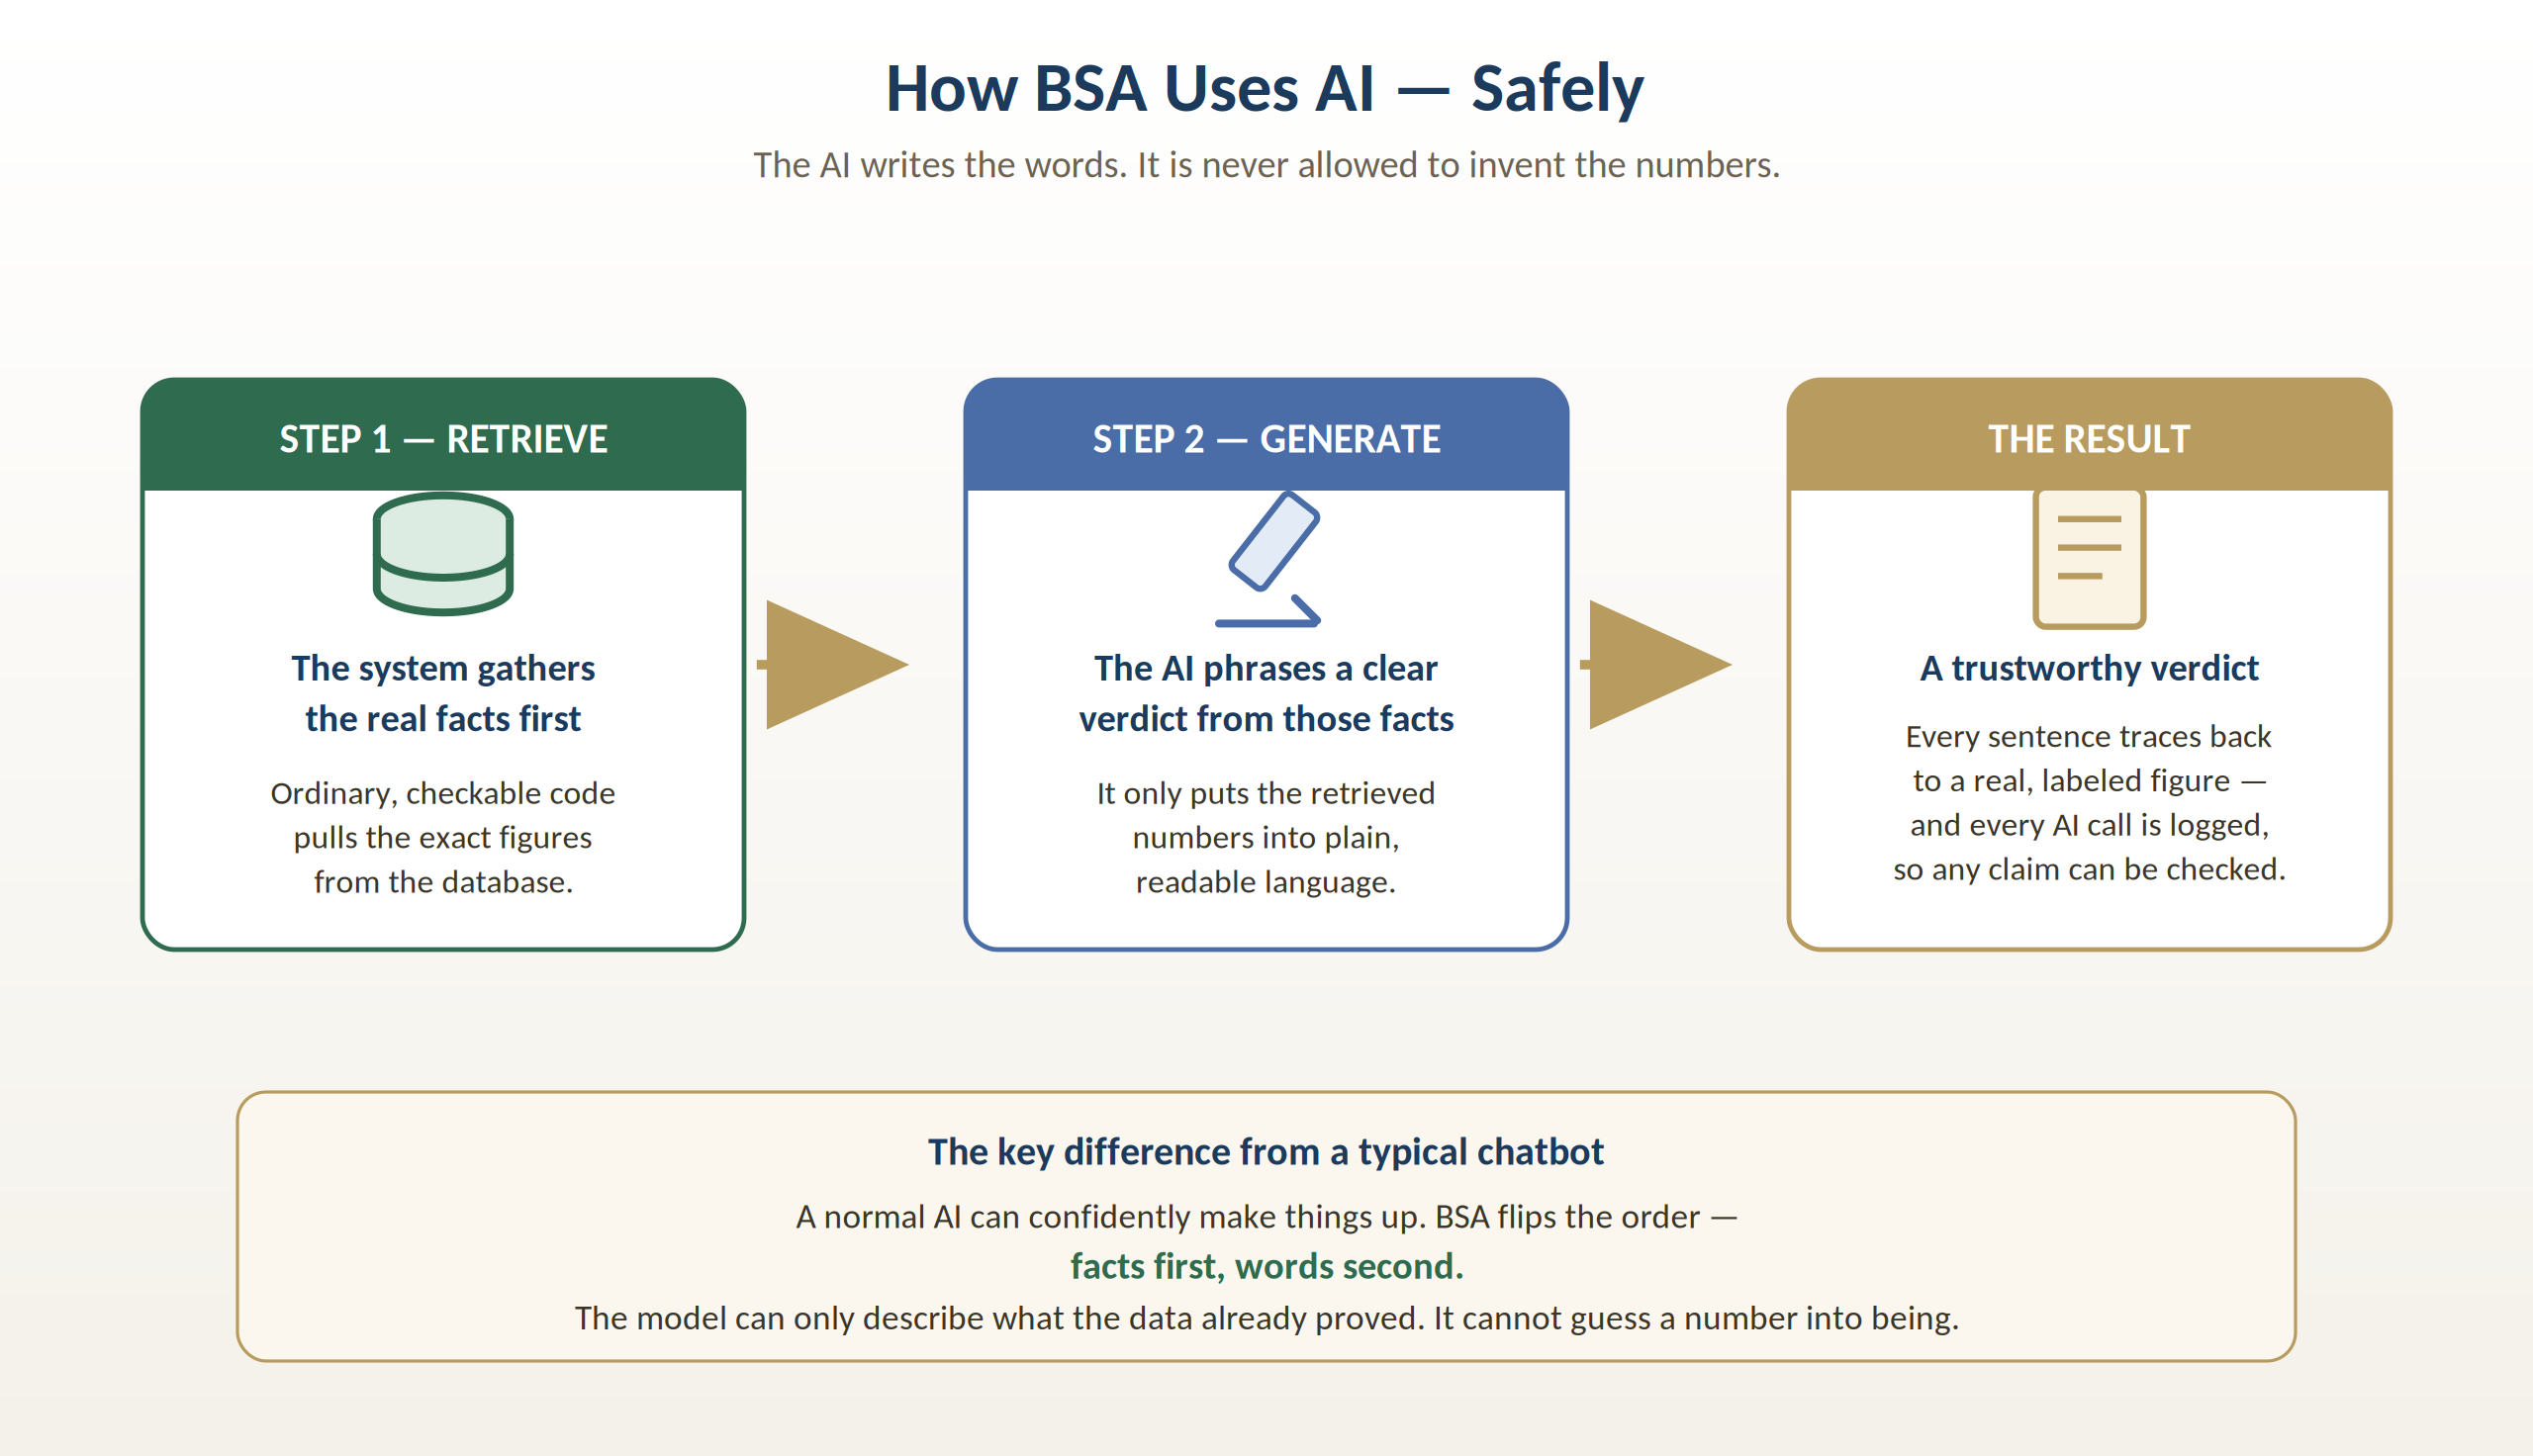 How BSA Uses AI — Safely
The AI writes the words. It is never allowed to invent the numbers.
STEP 1 — RETRIEVE
The system gathers
the real facts first
Ordinary, checkable code
pulls the exact figures
from the database.
STEP 2 — GENERATE
The AI phrases a clear
verdict from those facts
It only puts the retrieved
numbers into plain,
readable language.
THE RESULT
A trustworthy verdict
Every sentence traces back
to a real, labeled figure —
and every AI call is logged,
so any claim can be checked.
The key difference from a typical chatbot
A normal AI can confidently make things up. BSA flips the order —
facts first, words second.
The model can only describe what the data already proved. It cannot guess a number into being.